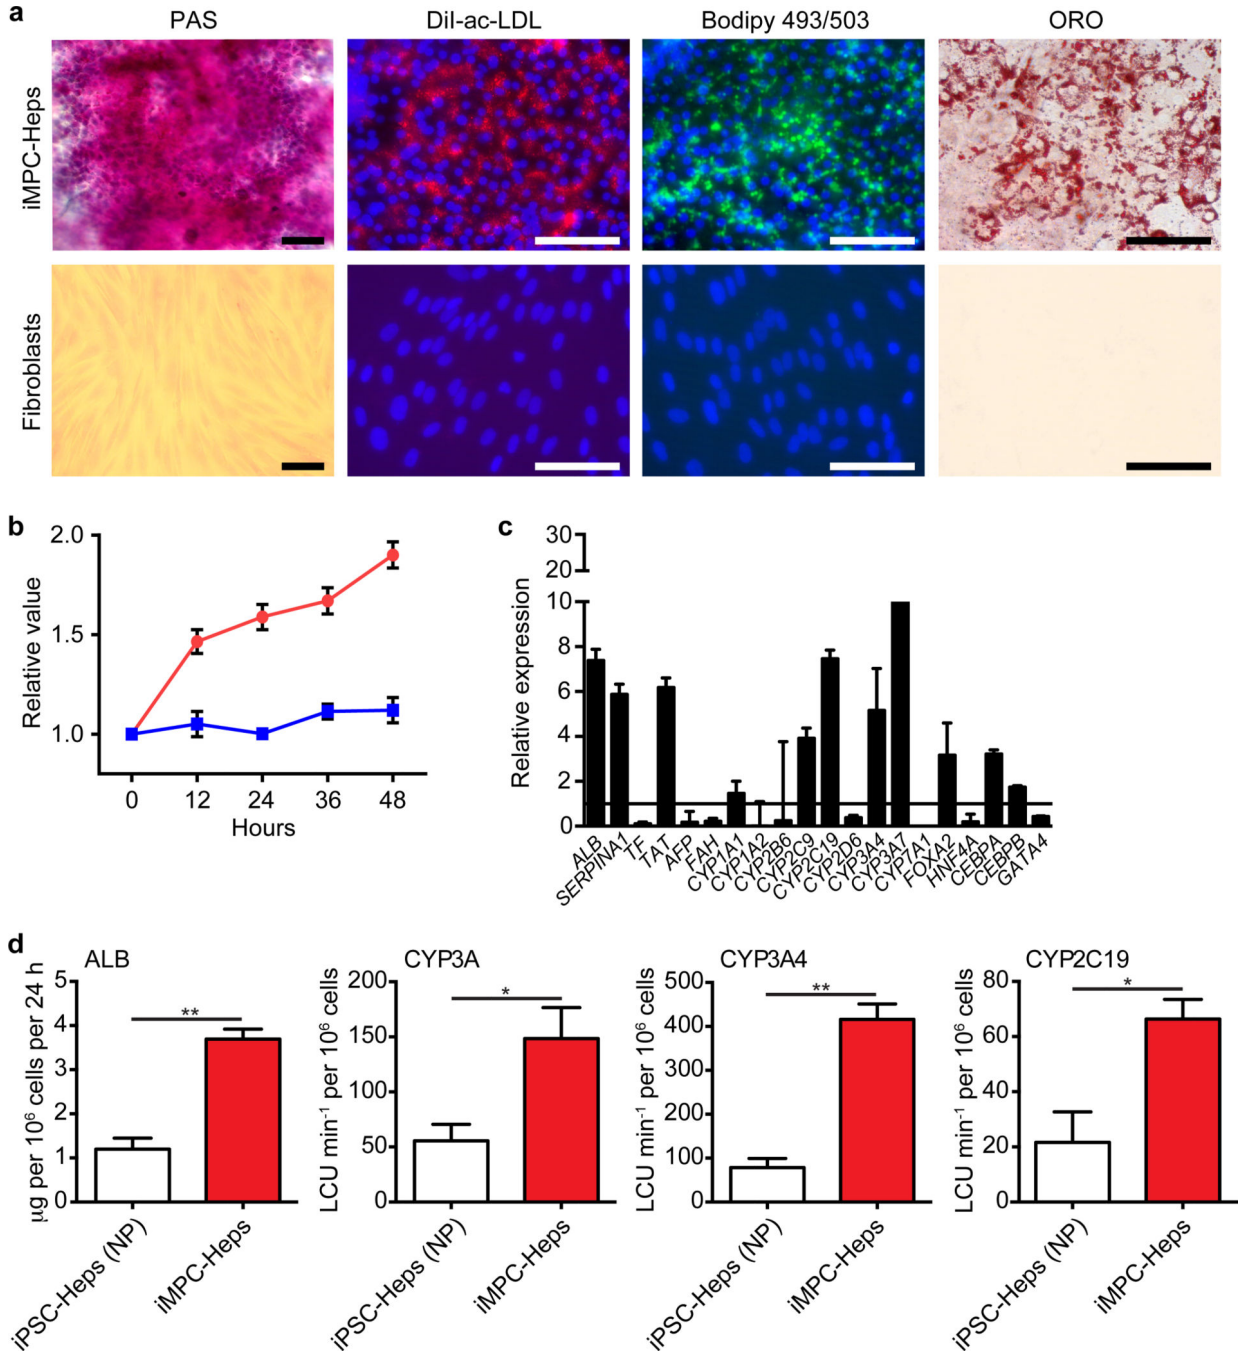 a
PAS
Dil-ac-LDL
Bodipy 493/503
ORO
iMPC-Heps
Fibroblasts
b
Relative value
2.0
1.5
1.0
0 12 24 36 48
Hours
c
Relative expression
30
20
10
8
6
4
2
0
ALB
SERPINA1
TF
TAT
AFP
FAH
CYP1A1
CYP1A2
CYP2B6
CYP2C9
CYP2C19
CYP2D6
CYP3A4
CYP3A7
CYP7A1
FOXA2
HNF4A
CEBPA
CEBPB
GATA4
d
ALB
µg per 10⁶ cells per 24 h
5
4
3
2
1
0
**
iPSC-Heps (NP)
iMPC-Heps
CYP3A
LCU min⁻¹ per 10⁶ cells
200
150
100
50
0
*
iPSC-Heps (NP)
iMPC-Heps
CYP3A4
LCU min⁻¹ per 10⁶ cells
500
400
300
200
100
0
**
iPSC-Heps (NP)
iMPC-Heps
CYP2C19
LCU min⁻¹ per 10⁶ cells
80
60
40
20
0
*
iPSC-Heps (NP)
iMPC-Heps